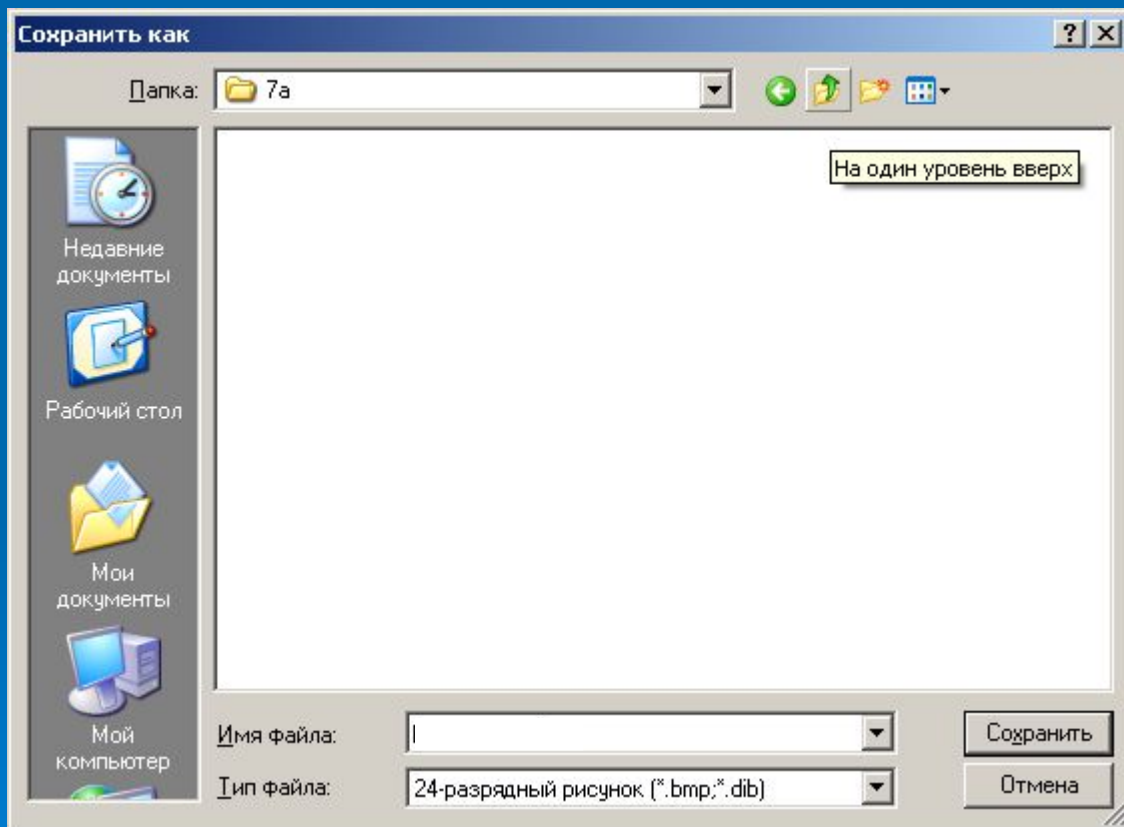 Сохранить как
Папка: 7а
На один уровень вверх
Недавние
документы
Рабочий стол
Мои
документы
Мой
компьютер
Имя файла:
Сохранить
Тип файла: 24-разрядный рисунок (*.bmp;*.dib)
Отмена